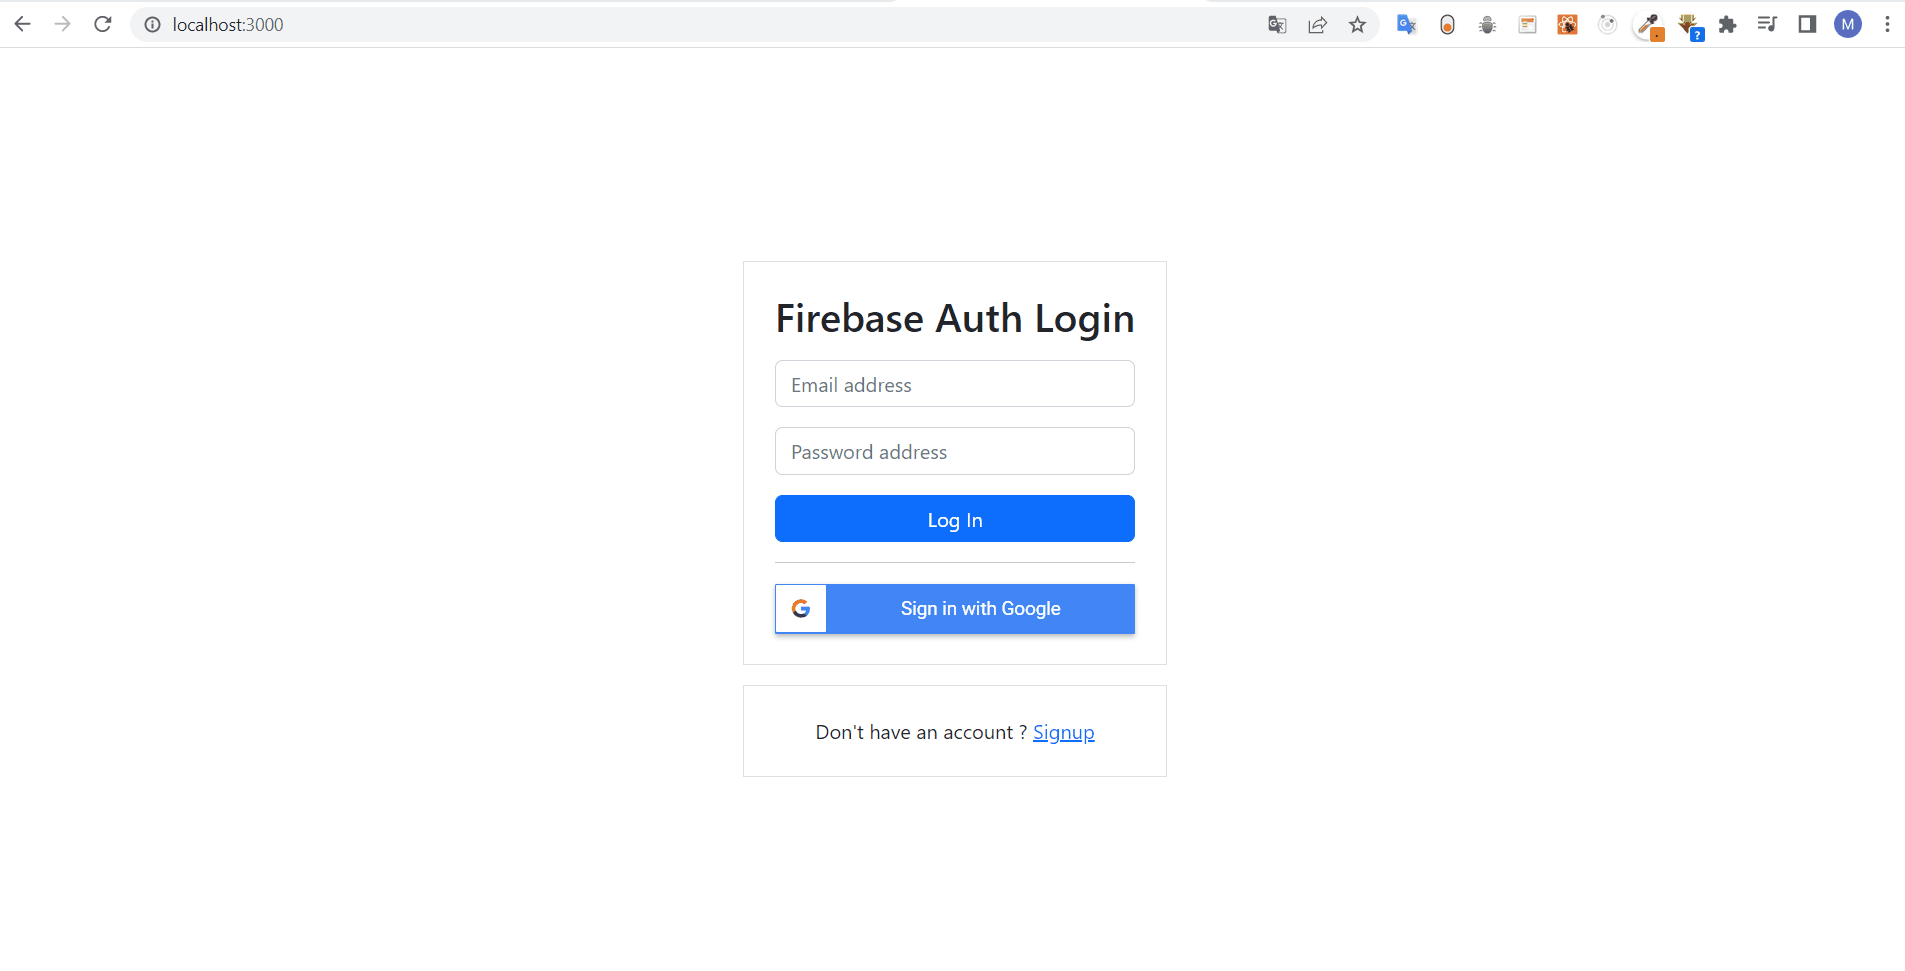 localhost:3000
M
Firebase Auth Login
Email address
Password address
Log In
Sign in with Google
Don't have an account ? Signup